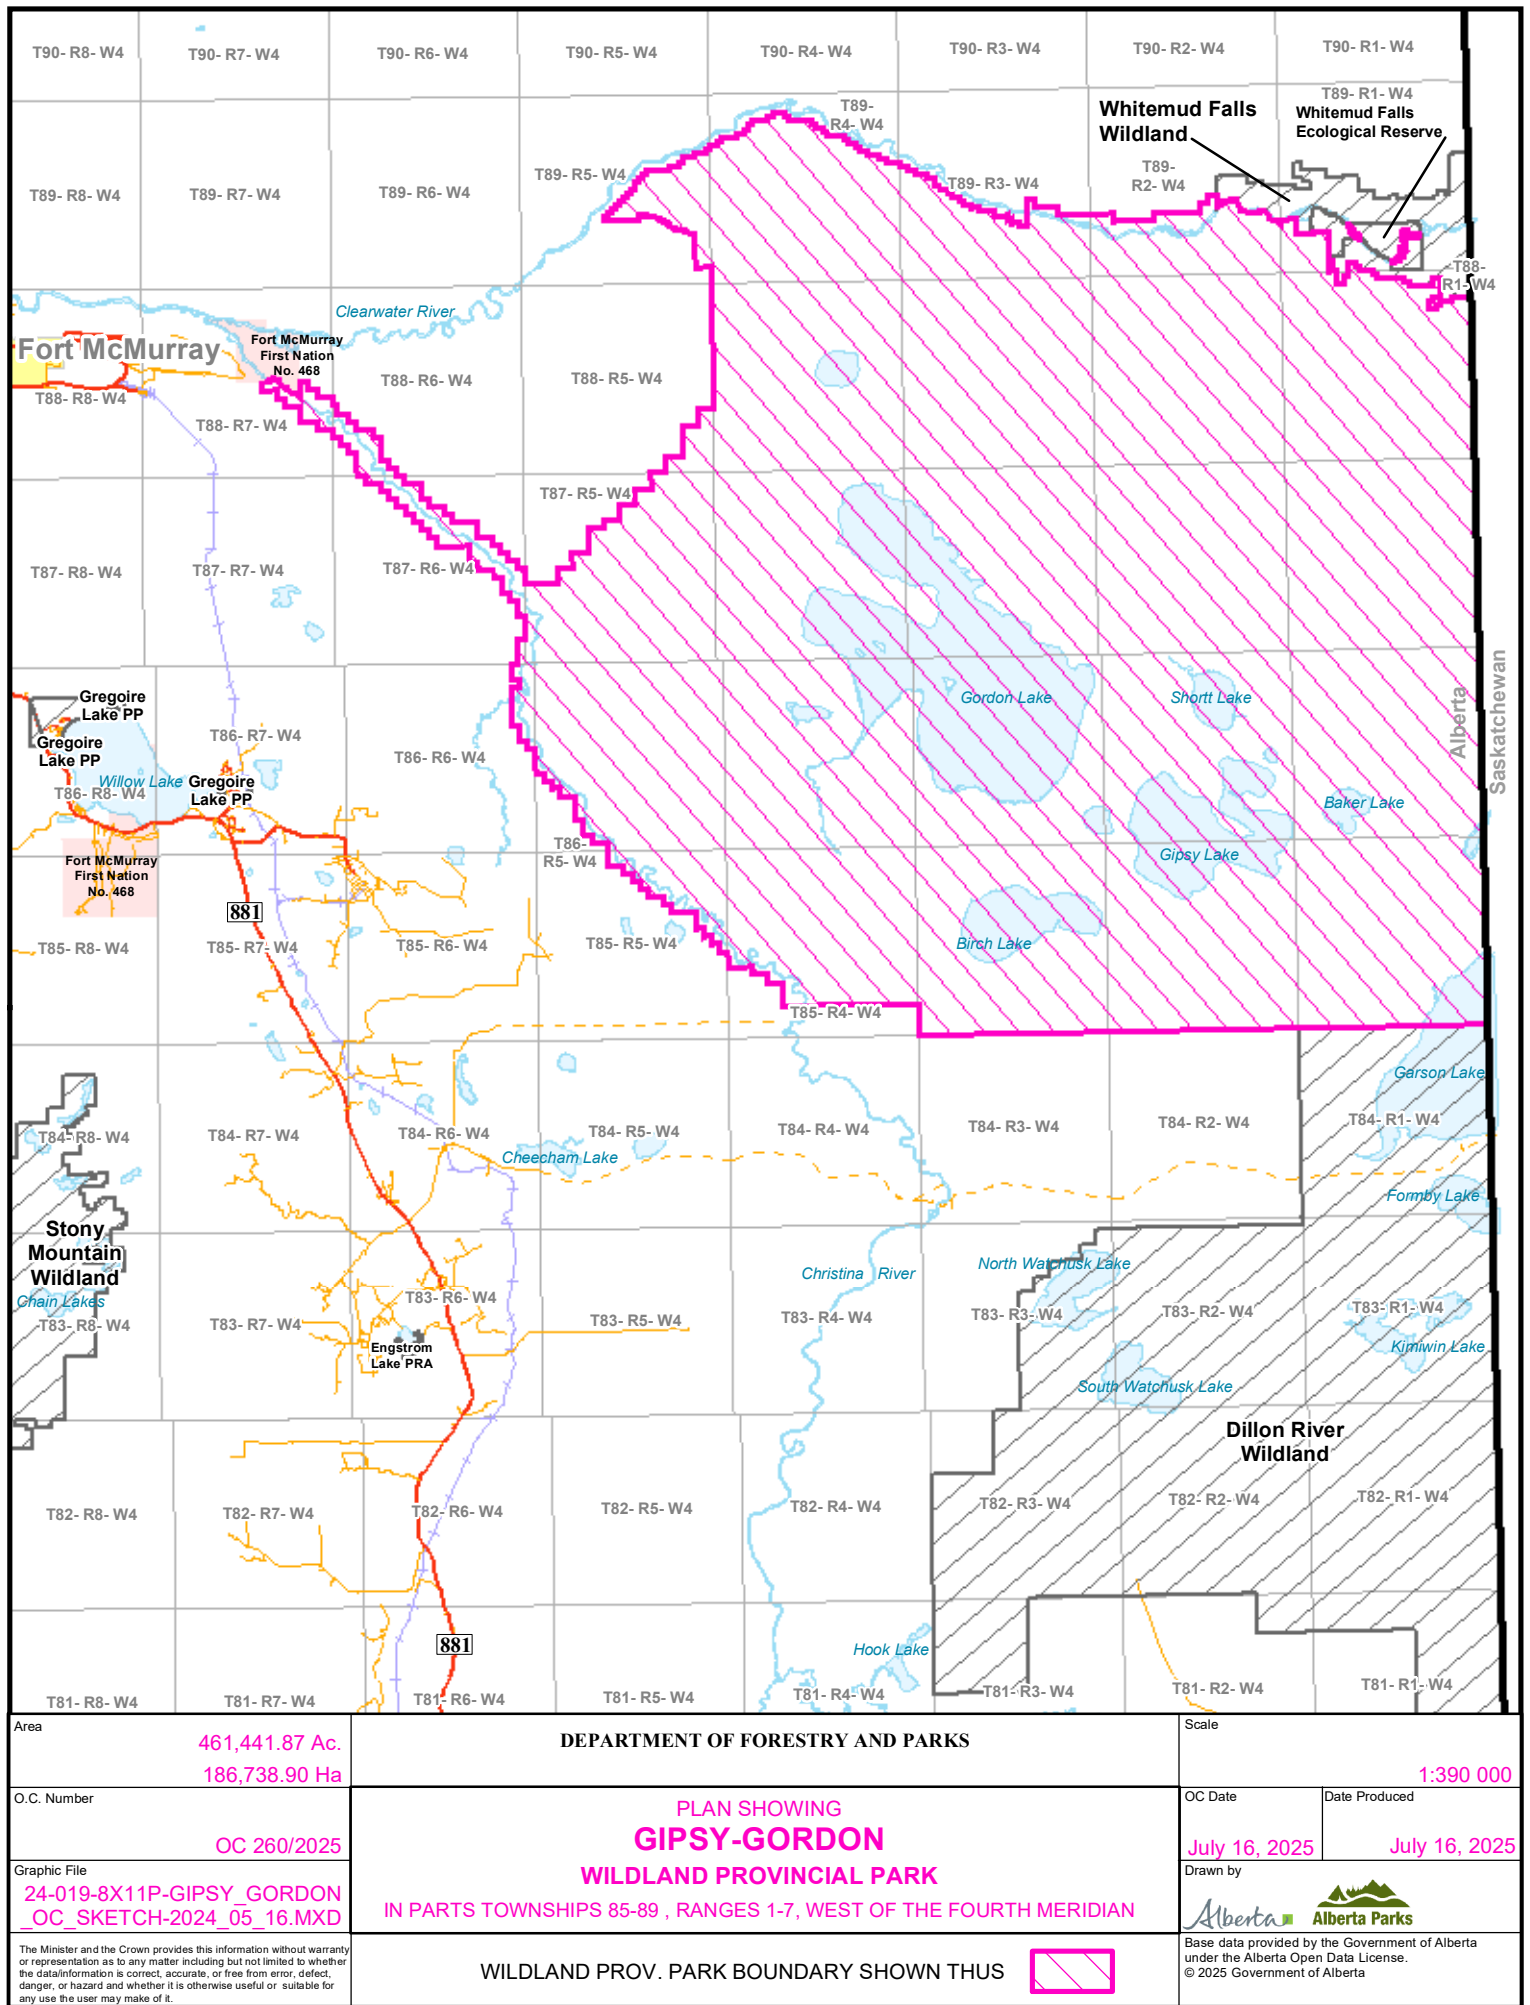 T90- R8- W4
T90- R7- W4
T90- R6- W4
T90- R5- W4
T90- R4- W4
T90- R3- W4
T90- R2- W4
T90- R1- W4
T89- R1- W4
T89-
R4- W4
Whitemud Falls
Wildland
Whitemud Falls
Ecological Reserve
T89- R8- W4
T89- R7- W4
T89- R6- W4
T89- R5- W4
T89- R3- W4
T89-
R2- W4
T88-
R1- W4
Clearwater River
Fort McMurray
Fort McMurray
First Nation
No. 468
T88- R8- W4
T88- R7- W4
T88- R6- W4
T88- R5- W4
T87- R8- W4
T87- R7- W4
T87- R6- W4
T87- R5- W4
Gordon Lake
Shortt Lake
Alberta
Saskatchewan
Gregoire
Lake PP
Gregoire
Lake PP
Willow Lake
Gregoire
Lake PP
T86- R8- W4
T86- R7- W4
T86- R6- W4
T86-
R5- W4
Baker Lake
Gipsy Lake
Fort McMurray
First Nation
No. 468
881
Birch Lake
T85- R8- W4
T85- R7- W4
T85- R6- W4
T85- R5- W4
T85- R4- W4
Garson Lake
T84- R8- W4
T84- R7- W4
T84- R6- W4
T84- R5- W4
T84- R4- W4
T84- R3- W4
T84- R2- W4
T84- R1- W4
Cheecham Lake
Formby Lake
Stony
Mountain
Wildland
Chain Lakes
Christina River
North Watchusk Lake
T83- R8- W4
T83- R7- W4
T83- R6- W4
T83- R5- W4
T83- R4- W4
T83- R3- W4
T83- R2- W4
T83- R1- W4
Engstrom
Lake PRA
Kimiwin Lake
South Watchusk Lake
Dillon River
Wildland
T82- R8- W4
T82- R7- W4
T82- R6- W4
T82- R5- W4
T82- R4- W4
T82- R3- W4
T82- R2- W4
T82- R1- W4
881
Hook Lake
T81- R8- W4
T81- R7- W4
T81- R6- W4
T81- R5- W4
T81- R4- W4
T81- R3- W4
T81- R2- W4
T81- R1- W4
Area
461,441.87 Ac.
186,738.90 Ha
DEPARTMENT OF FORESTRY AND PARKS
Scale
1:390 000
O.C. Number
OC 260/2025
PLAN SHOWING
GIPSY-GORDON
WILDLAND PROVINCIAL PARK
IN PARTS TOWNSHIPS 85-89 , RANGES 1-7, WEST OF THE FOURTH MERIDIAN
OC Date
July 16, 2025
Date Produced
July 16, 2025
Graphic File
24-019-8X11P-GIPSY_GORDON
_OC_SKETCH-2024_05_16.MXD
Drawn by
Alberta
Alberta Parks
The Minister and the Crown provides this information without warranty
or representation as to any matter including but not limited to whether
the data/information is correct, accurate, or free from error, defect,
danger, or hazard and whether it is otherwise useful or suitable for
any use the user may make of it.
WILDLAND PROV. PARK BOUNDARY SHOWN THUS
Base data provided by the Government of Alberta
under the Alberta Open Data License.
© 2025 Government of Alberta